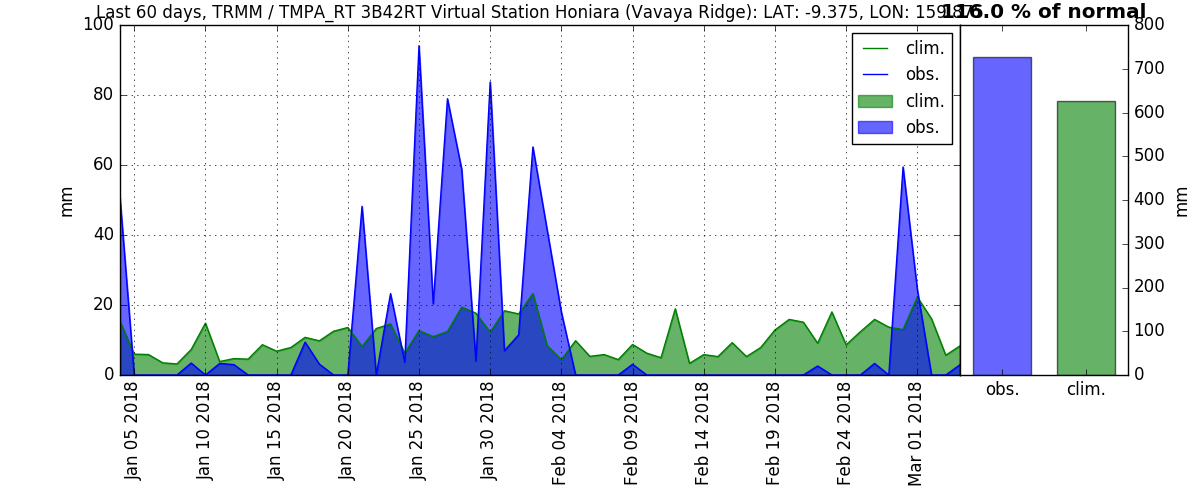 Last 60 days, TRMM / TMPA_RT 3B42RT Virtual Station Honiara (Vavaya Ridge): LAT: -9.375, LON:
116.0 % of normal
100
80
60
40
20
0
mm
clim.
obs.
clim.
obs.
Jan 05 2018
Jan 10 2018
Jan 15 2018
Jan 20 2018
Jan 25 2018
Jan 30 2018
Feb 04 2018
Feb 09 2018
Feb 14 2018
Feb 19 2018
Feb 24 2018
Mar 01 2018
800
700
600
500
400
300
200
100
0
mm
obs.
clim.